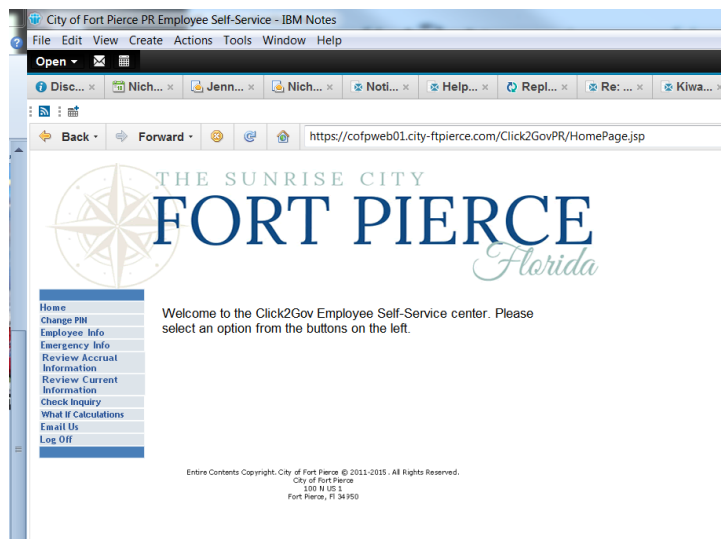 City of Fort Pierce PR Employee Self-Service - IBM Notes
File Edit View Create Actions Tools Window Help
Open
Disc... Nich... Jenn... Nich... Noti... Help... Repl... Re: ... Kiwa...
Back Forward https://cofpweb01.city-ftpierce.com/Click2GovPR/HomePage.jsp
THE SUNRISE CITY
FORT PIERCE
Florida
Home
Change PIN
Employee Info
Emergency Info
Review Accrual
Information
Review Current
Information
Check Inquiry
What If Calculations
Email Us
Log Off
Welcome to the Click2Gov Employee Self-Service center. Please
select an option from the buttons on the left.
Entire Contents Copyright. City of Fort Pierce © 2011-2015. All Rights Reserved.
City of Fort Pierce
100 N US 1
Fort Pierce, Fl 34950